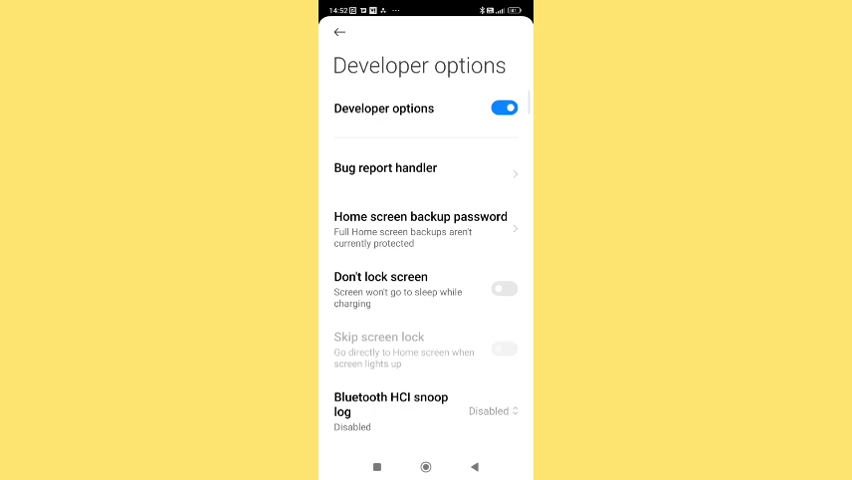 14:52
Developer options
Developer options
Bug report handler
Home screen backup password
Full Home screen backups aren't
currently protected
Don't lock screen
Screen won't go to sleep while
charging
Skip screen lock
Go directly to Home screen when
screen lights up
Bluetooth HCI snoop
log
Disabled
Disabled